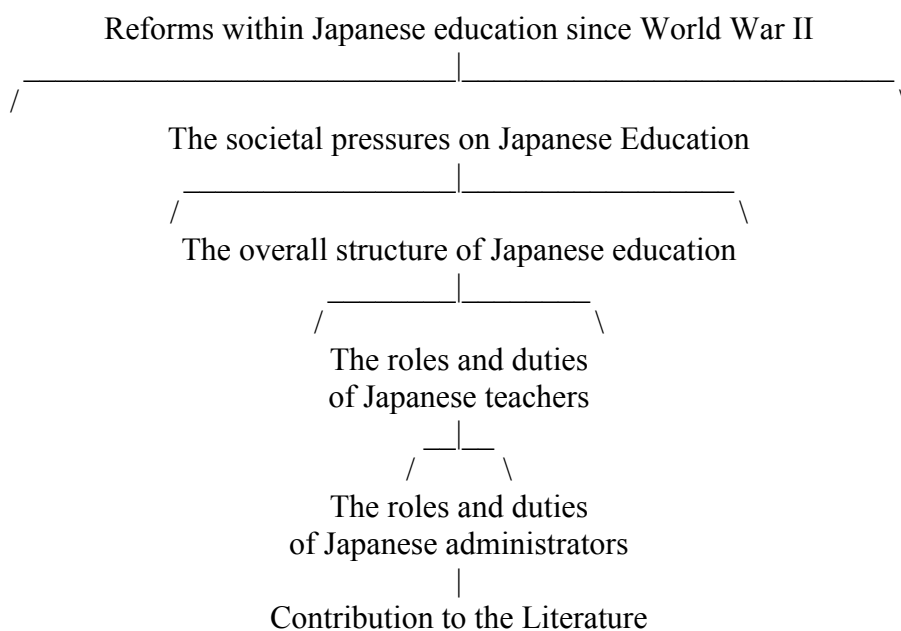 Reforms within Japanese education since World War II
The societal pressures on Japanese Education
The overall structure of Japanese education
The roles and duties
of Japanese teachers
The roles and duties
of Japanese administrators
Contribution to the Literature